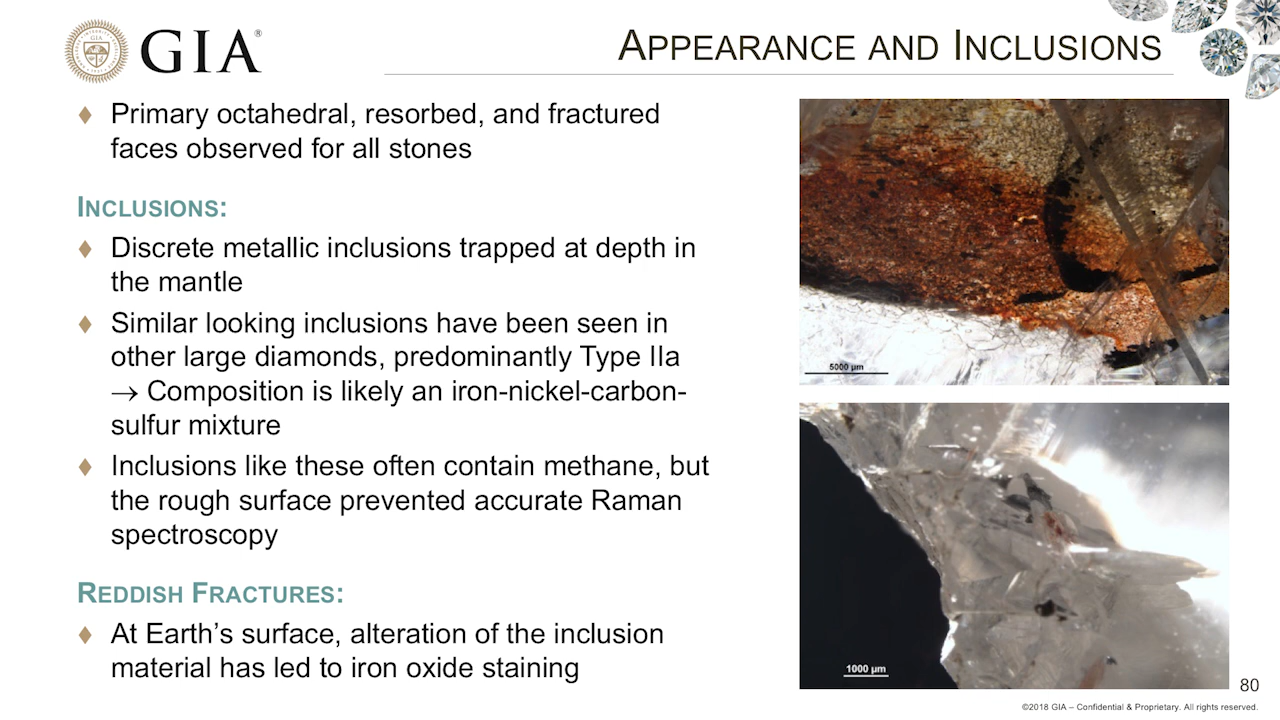 GIA®
APPEARANCE AND INCLUSIONS
♦ Primary octahedral, resorbed, and fractured
faces observed for all stones
INCLUSIONS:
♦ Discrete metallic inclusions trapped at depth in
the mantle
♦ Similar looking inclusions have been seen in
other large diamonds, predominantly Type IIa
→ Composition is likely an iron-nickel-carbon-
sulfur mixture
♦ Inclusions like these often contain methane, but
the rough surface prevented accurate Raman
spectroscopy
REDDISH FRACTURES:
♦ At Earth’s surface, alteration of the inclusion
material has led to iron oxide staining
5000 µm
1000 µm
80
©2018 GIA – Confidential & Proprietary. All rights reserved.